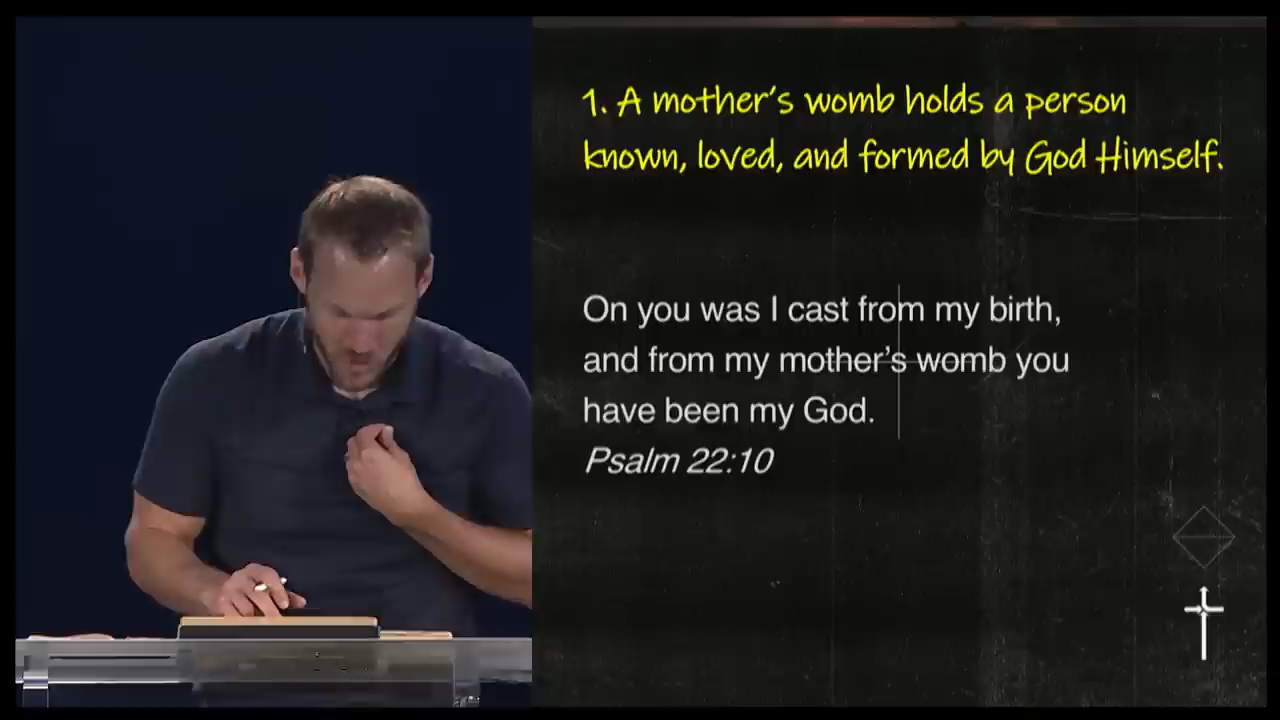 1. A mother's womb holds a person
known, loved, and formed by God Himself.
On you was I cast from my birth,
and from my mother's womb you
have been my God.
Psalm 22:10